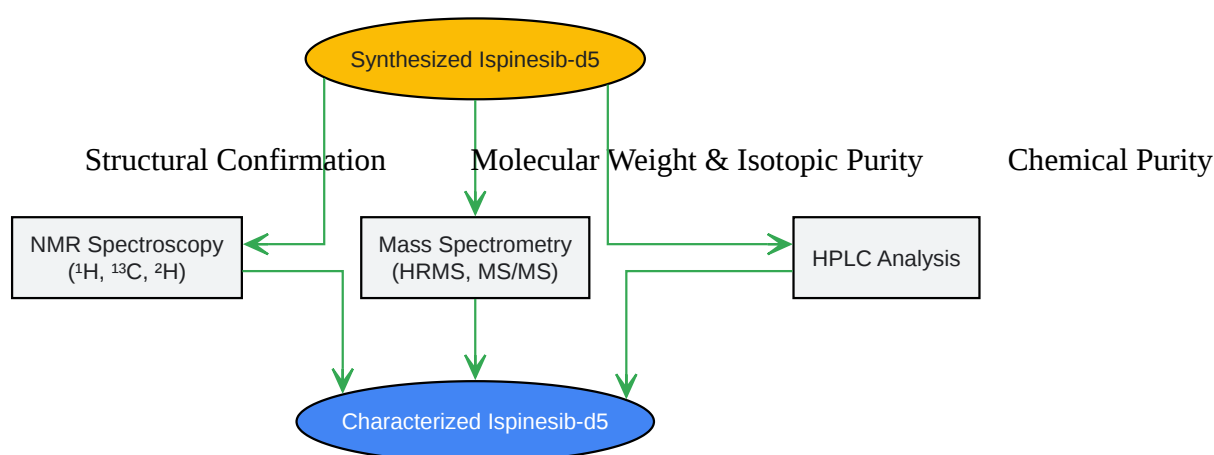 Synthesized Ispinesib-d5
Structural Confirmation
Molecular Weight & Isotopic Purity
Chemical Purity
NMR Spectroscopy
(¹H, ¹³C, ²H)
Mass Spectrometry
(HRMS, MS/MS)
HPLC Analysis
Characterized Ispinesib-d5